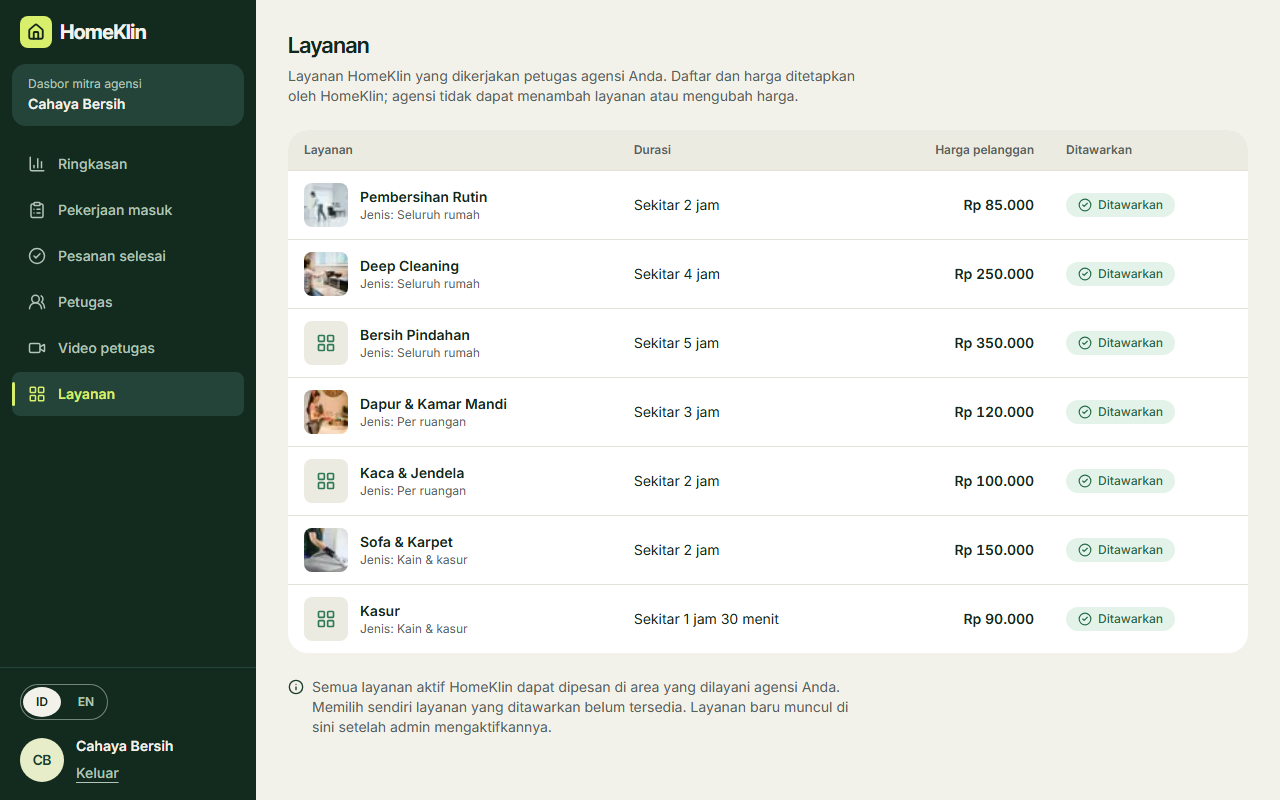 HomeKlin
Dasbor mitra agensi
Cahaya Bersih
Ringkasan
Pekerjaan masuk
Pesanan selesai
Petugas
Video petugas
Layanan
ID EN
CB
Cahaya Bersih
Keluar
Layanan
Layanan HomeKlin yang dikerjakan petugas agensi Anda. Daftar dan harga ditetapkan
oleh HomeKlin; agensi tidak dapat menambah layanan atau mengubah harga.
Layanan Durasi Harga pelanggan Ditawarkan
Pembersihan Rutin
Jenis: Seluruh rumah
Sekitar 2 jam Rp 85.000 Ditawarkan
Deep Cleaning
Jenis: Seluruh rumah
Sekitar 4 jam Rp 250.000 Ditawarkan
Bersih Pindahan
Jenis: Seluruh rumah
Sekitar 5 jam Rp 350.000 Ditawarkan
Dapur & Kamar Mandi
Jenis: Per ruangan
Sekitar 3 jam Rp 120.000 Ditawarkan
Kaca & Jendela
Jenis: Per ruangan
Sekitar 2 jam Rp 100.000 Ditawarkan
Sofa & Karpet
Jenis: Kain & kasur
Sekitar 2 jam Rp 150.000 Ditawarkan
Kasur
Jenis: Kain & kasur
Sekitar 1 jam 30 menit Rp 90.000 Ditawarkan
Semua layanan aktif HomeKlin dapat dipesan di area yang dilayani agensi Anda.
Memilih sendiri layanan yang ditawarkan belum tersedia. Layanan baru muncul di
sini setelah admin mengaktifkannya.